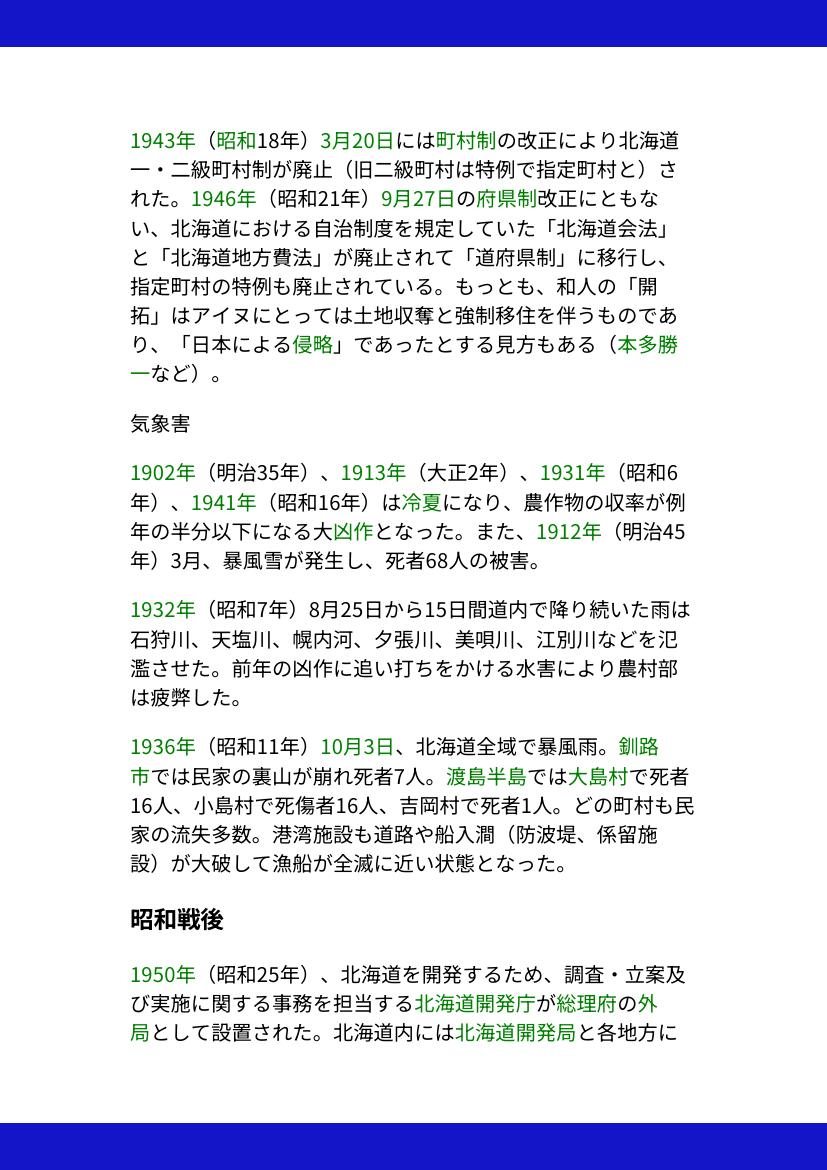 1943年（昭和18年）3月20日には町村制の改正により北海道
一・二級町村制が廃止（旧二級町村は特例で指定町村と）さ
れた。1946年（昭和21年）9月27日の府県制改正にともな
い、北海道における自治制度を規定していた「北海道会法」
と「北海道地方費法」が廃止されて「道府県制」に移行し、
指定町村の特例も廃止されている。もっとも、和人の「開
拓」はアイヌにとっては土地収奪と強制移住を伴うものであ
り、「日本による侵略」であったとする見方もある（本多勝
一など）。
気象害
1902年（明治35年）、1913年（大正2年）、1931年（昭和6
年）、1941年（昭和16年）は冷夏になり、農作物の収率が例
年の半分以下になる大凶作となった。また、1912年（明治45
年）3月、暴風雪が発生し、死者68人の被害。
1932年（昭和7年）8月25日から15日間道内で降り続いた雨は
石狩川、天塩川、幌内河、夕張川、美唄川、江別川などを氾
濫させた。前年の凶作に追い打ちをかける水害により農村部
は疲弊した。
1936年（昭和11年）10月3日、北海道全域で暴風雨。釧路
市では民家の裏山が崩れ死者7人。渡島半島では大島村で死者
16人、小島村で死傷者16人、吉岡村で死者1人。どの町村も民
家の流失多数。港湾施設も道路や船入澗（防波堤、係留施
設）が大破して漁船が全滅に近い状態となった。
昭和戦後
1950年（昭和25年）、北海道を開発するため、調査・立案及
び実施に関する事務を担当する北海道開発庁が総理府の外
局として設置された。北海道内には北海道開発局と各地方に